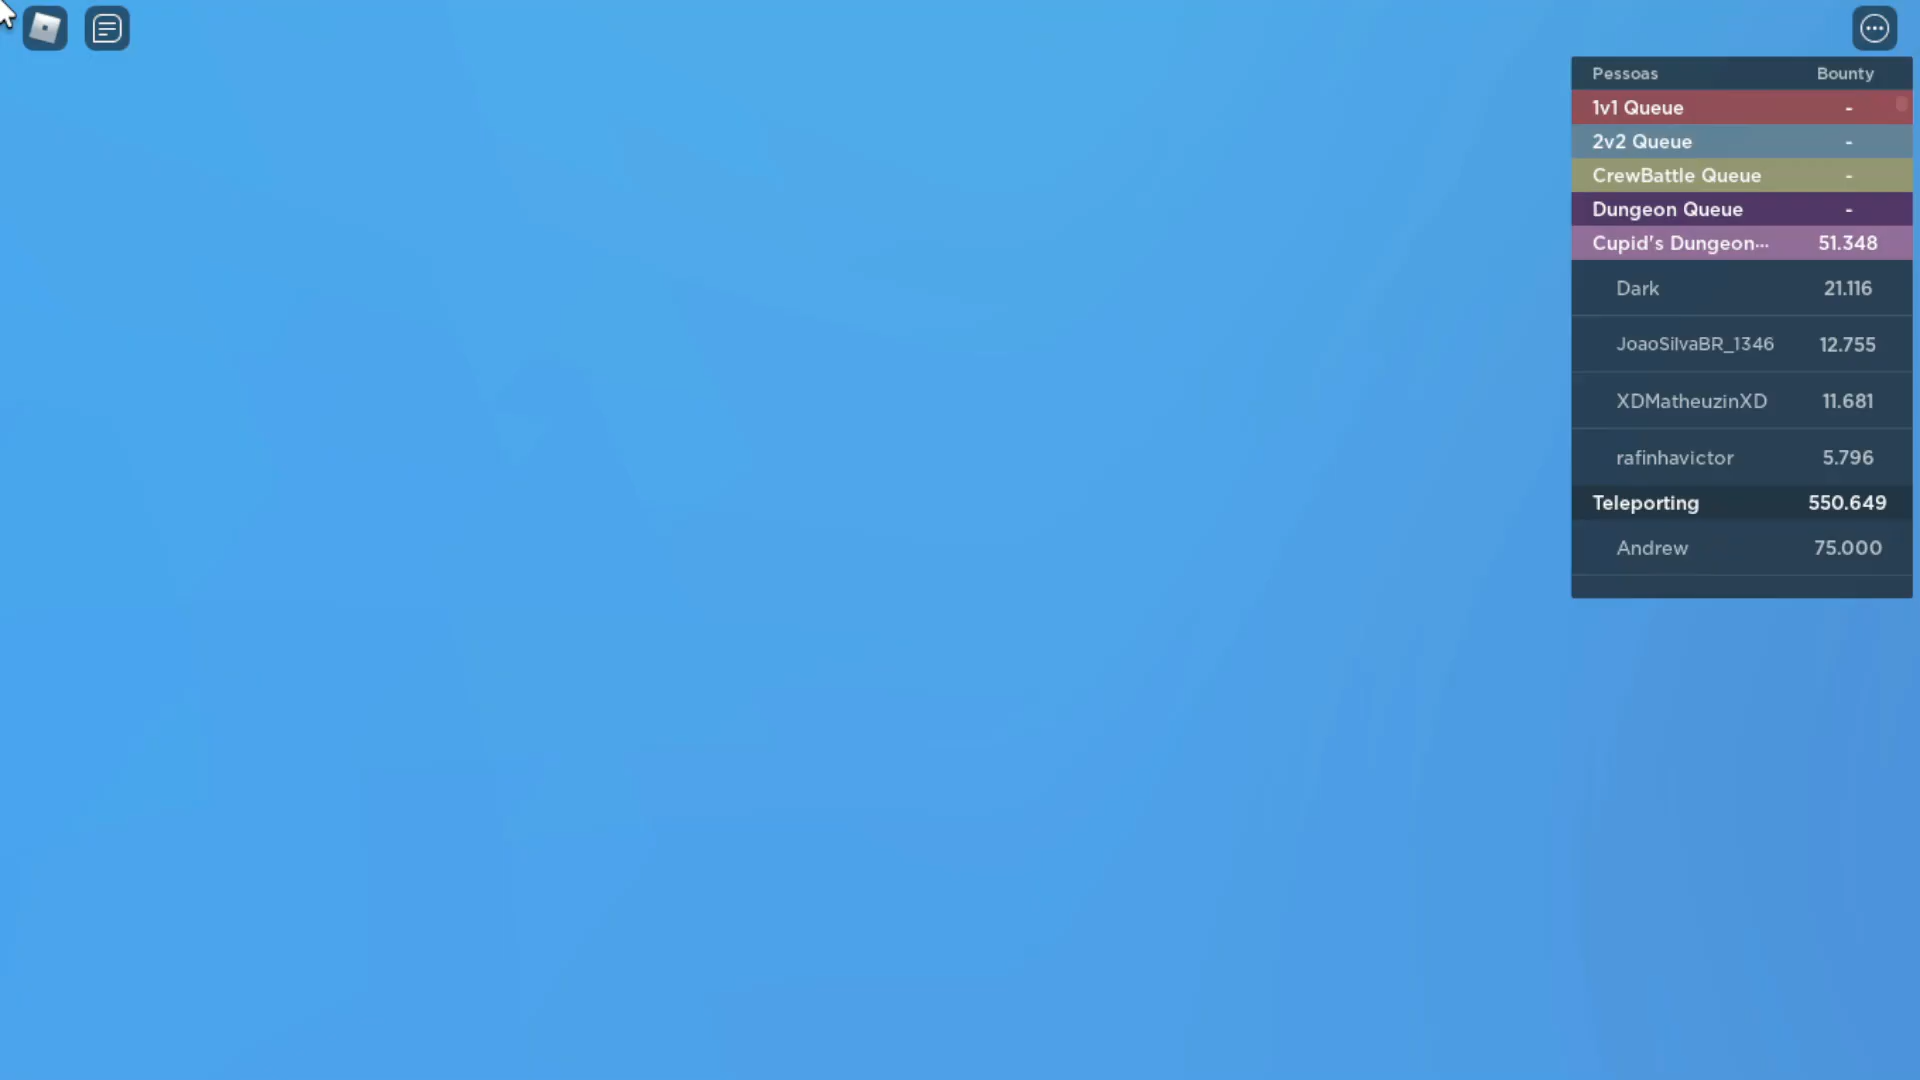 Pessoas Bounty
1v1 Queue -
2v2 Queue -
CrewBattle Queue -
Dungeon Queue -
Cupid's Dungeon... 51.348
Dark 21.116
JoaoSilvaBR_1346 12.755
XDMatheuzinXD 11.681
rafinhavictor 5.796
Teleporting 550.649
Andrew 75.000